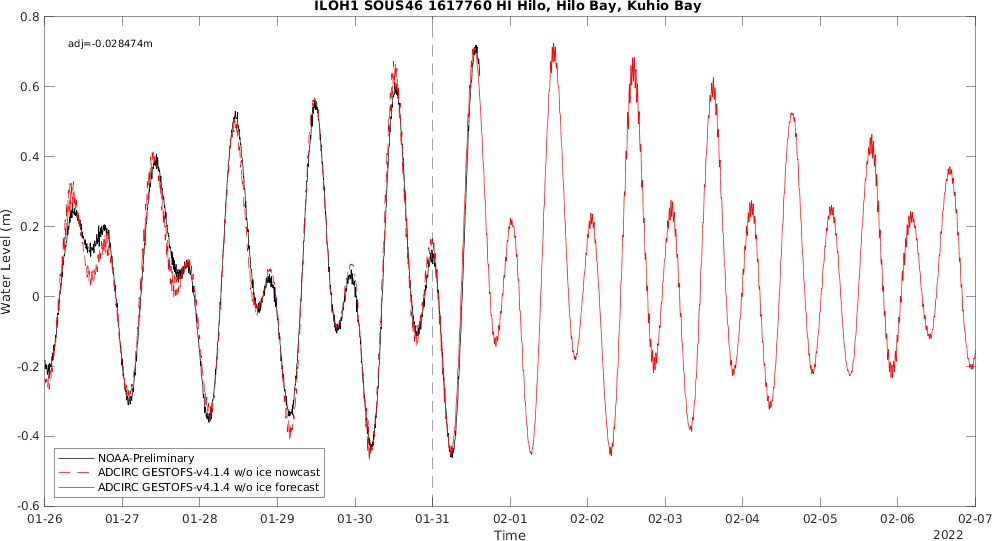 ILOH1 SOUS46 1617760 HI Hilo, Hilo Bay, Kuhio Bay
adj=-0.028474m
0.8
0.6
0.4
0.2
0
-0.2
-0.4
-0.6
Water Level (m)
NOAA-Preliminary
ADCIRC GESTOFS-v4.1.4 w/o ice nowcast
ADCIRC GESTOFS-v4.1.4 w/o ice forecast
01-26 01-27 01-28 01-29 01-30 01-31 02-01 02-02 02-03 02-04 02-05 02-06 02-07
Time
2022